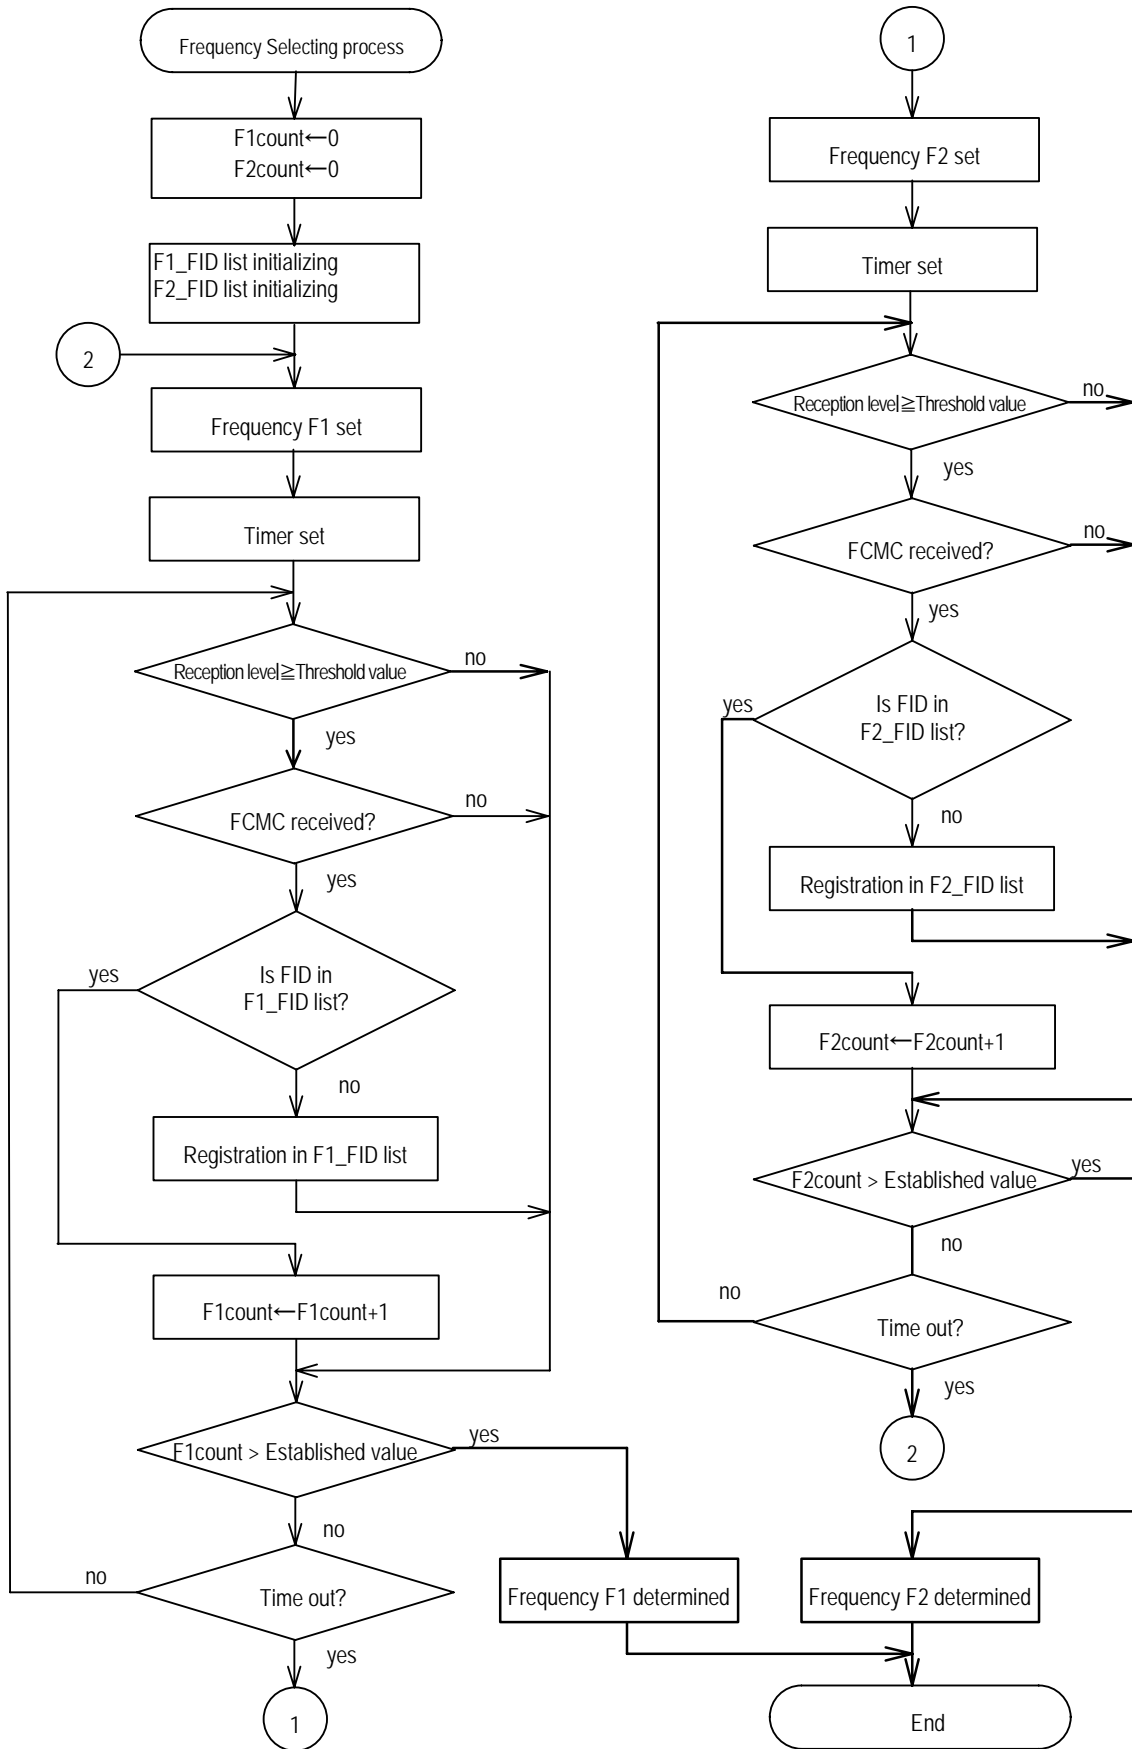 Frequency Selecting process
F1count←0
F2count←0
F1_FID list initializing
F2_FID list initializing
2
Frequency F1 set
Timer set
Reception level≧Threshold value
no
yes
FCMC received?
no
yes
Is FID in
F1_FID list?
yes
no
Registration in F1_FID list
F1count←F1count+1
F1count > Established value
yes
no
Time out?
no
yes
1
1
Frequency F2 set
Timer set
Reception level≧Threshold value
no
yes
FCMC received?
no
yes
Is FID in
F2_FID list?
yes
no
Registration in F2_FID list
F2count←F2count+1
F2count > Established value
yes
no
Time out?
no
yes
2
Frequency F1 determined
Frequency F2 determined
End